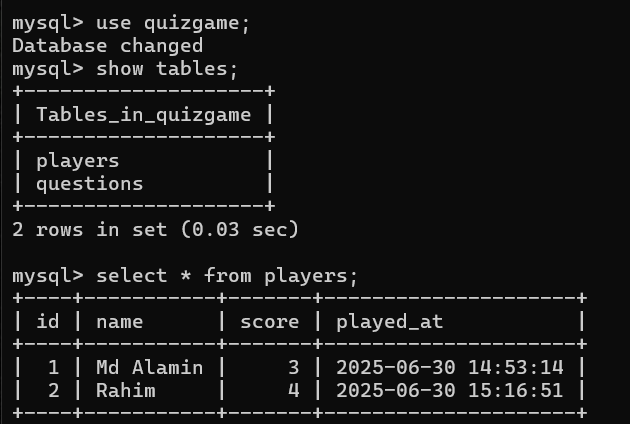 mysql> use quizgame;
Database changed
mysql> show tables;
+--------------------+
| Tables_in_quizgame |
+--------------------+
| players            |
| questions          |
+--------------------+
2 rows in set (0.03 sec)

mysql> select * from players;
+----+-----------+-------+---------------------+
| id | name      | score | played_at           |
+----+-----------+-------+---------------------+
|  1 | Md Alamin |     3 | 2025-06-30 14:53:14 |
|  2 | Rahim     |     4 | 2025-06-30 15:16:51 |
+----+-----------+-------+---------------------+